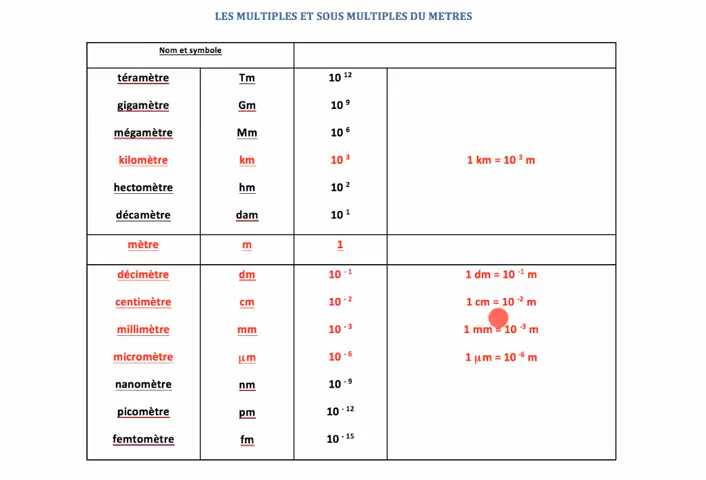 LES MULTIPLES ET SOUS MULTIPLES DU METRES
Nom et symbole
téramètre Tm 10 12
gigamètre Gm 10 9
mégamètre Mm 10 6
kilomètre km 10 3 1 km = 10 3 m
hectomètre hm 10 2
décamètre dam 10 1
mètre m 1
décimètre dm 10 - 1 1 dm = 10 -1 m
centimètre cm 10 - 2 1 cm = 10 -2 m
millimètre mm 10 - 3 1 mm = 10 -3 m
micromètre μm 10 - 6 1 μm = 10 -6 m
nanomètre nm 10 - 9
picomètre pm 10 - 12
femtomètre fm 10 - 15